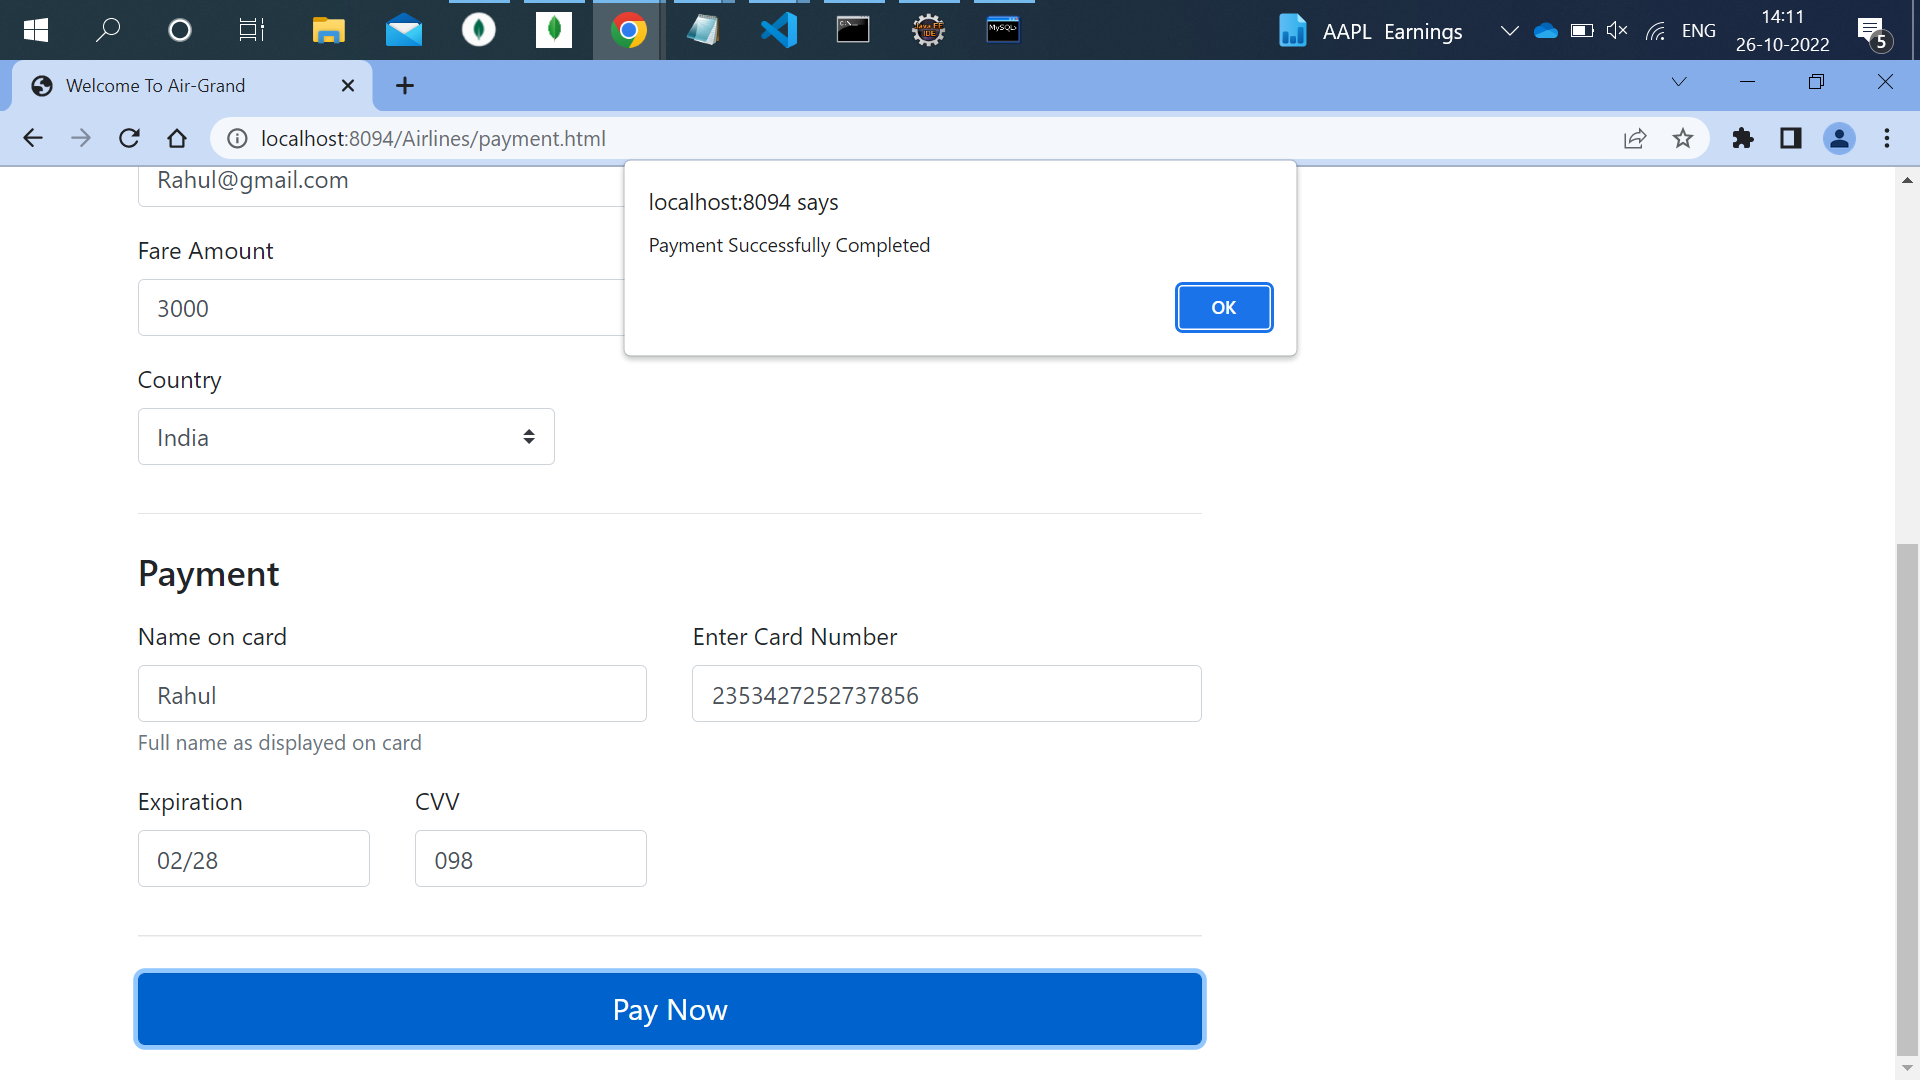 AAPL Earnings
ENG
14:11
26-10-2022
5
MySQL
Welcome To Air-Grand
localhost:8094/Airlines/payment.html
Rahul@gmail.com
localhost:8094 says
Payment Successfully Completed
OK
Fare Amount
3000
Country
India
Payment
Name on card
Enter Card Number
Rahul
2353427252737856
Full name as displayed on card
Expiration
CVV
02/28
098
Pay Now